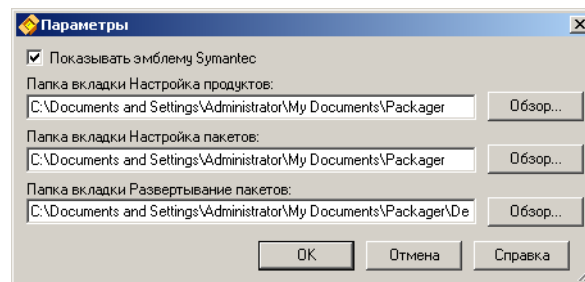 Параметры
Показывать эмблему Symantec
Папка вкладки Настройка продуктов:
C:\Documents and Settings\Administrator\My Documents\Packager Обзор...
Папка вкладки Настройка пакетов:
C:\Documents and Settings\Administrator\My Documents\Packager Обзор...
Папка вкладки Развертывание пакетов:
C:\Documents and Settings\Administrator\My Documents\Packager\De Обзор...
OK Отмена Справка